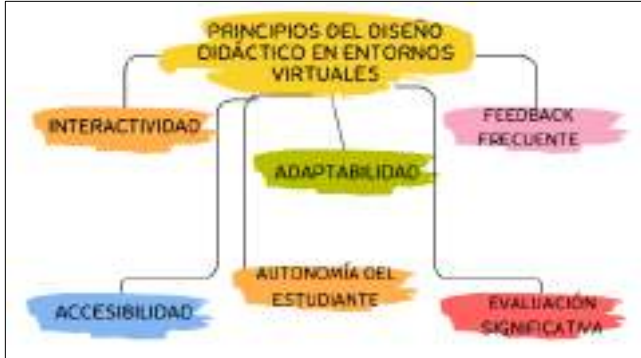 PRINCIPIOS DEL DISEÑO
DIDÁCTICO EN ENTORNOS
VIRTUALES
INTERACTIVIDAD
FEEDBACK
FRECUENTE
ADAPTABILIDAD
ACCESIBILIDAD
AUTONOMÍA DEL
ESTUDIANTE
EVALUACIÓN
SIGNIFICATIVA